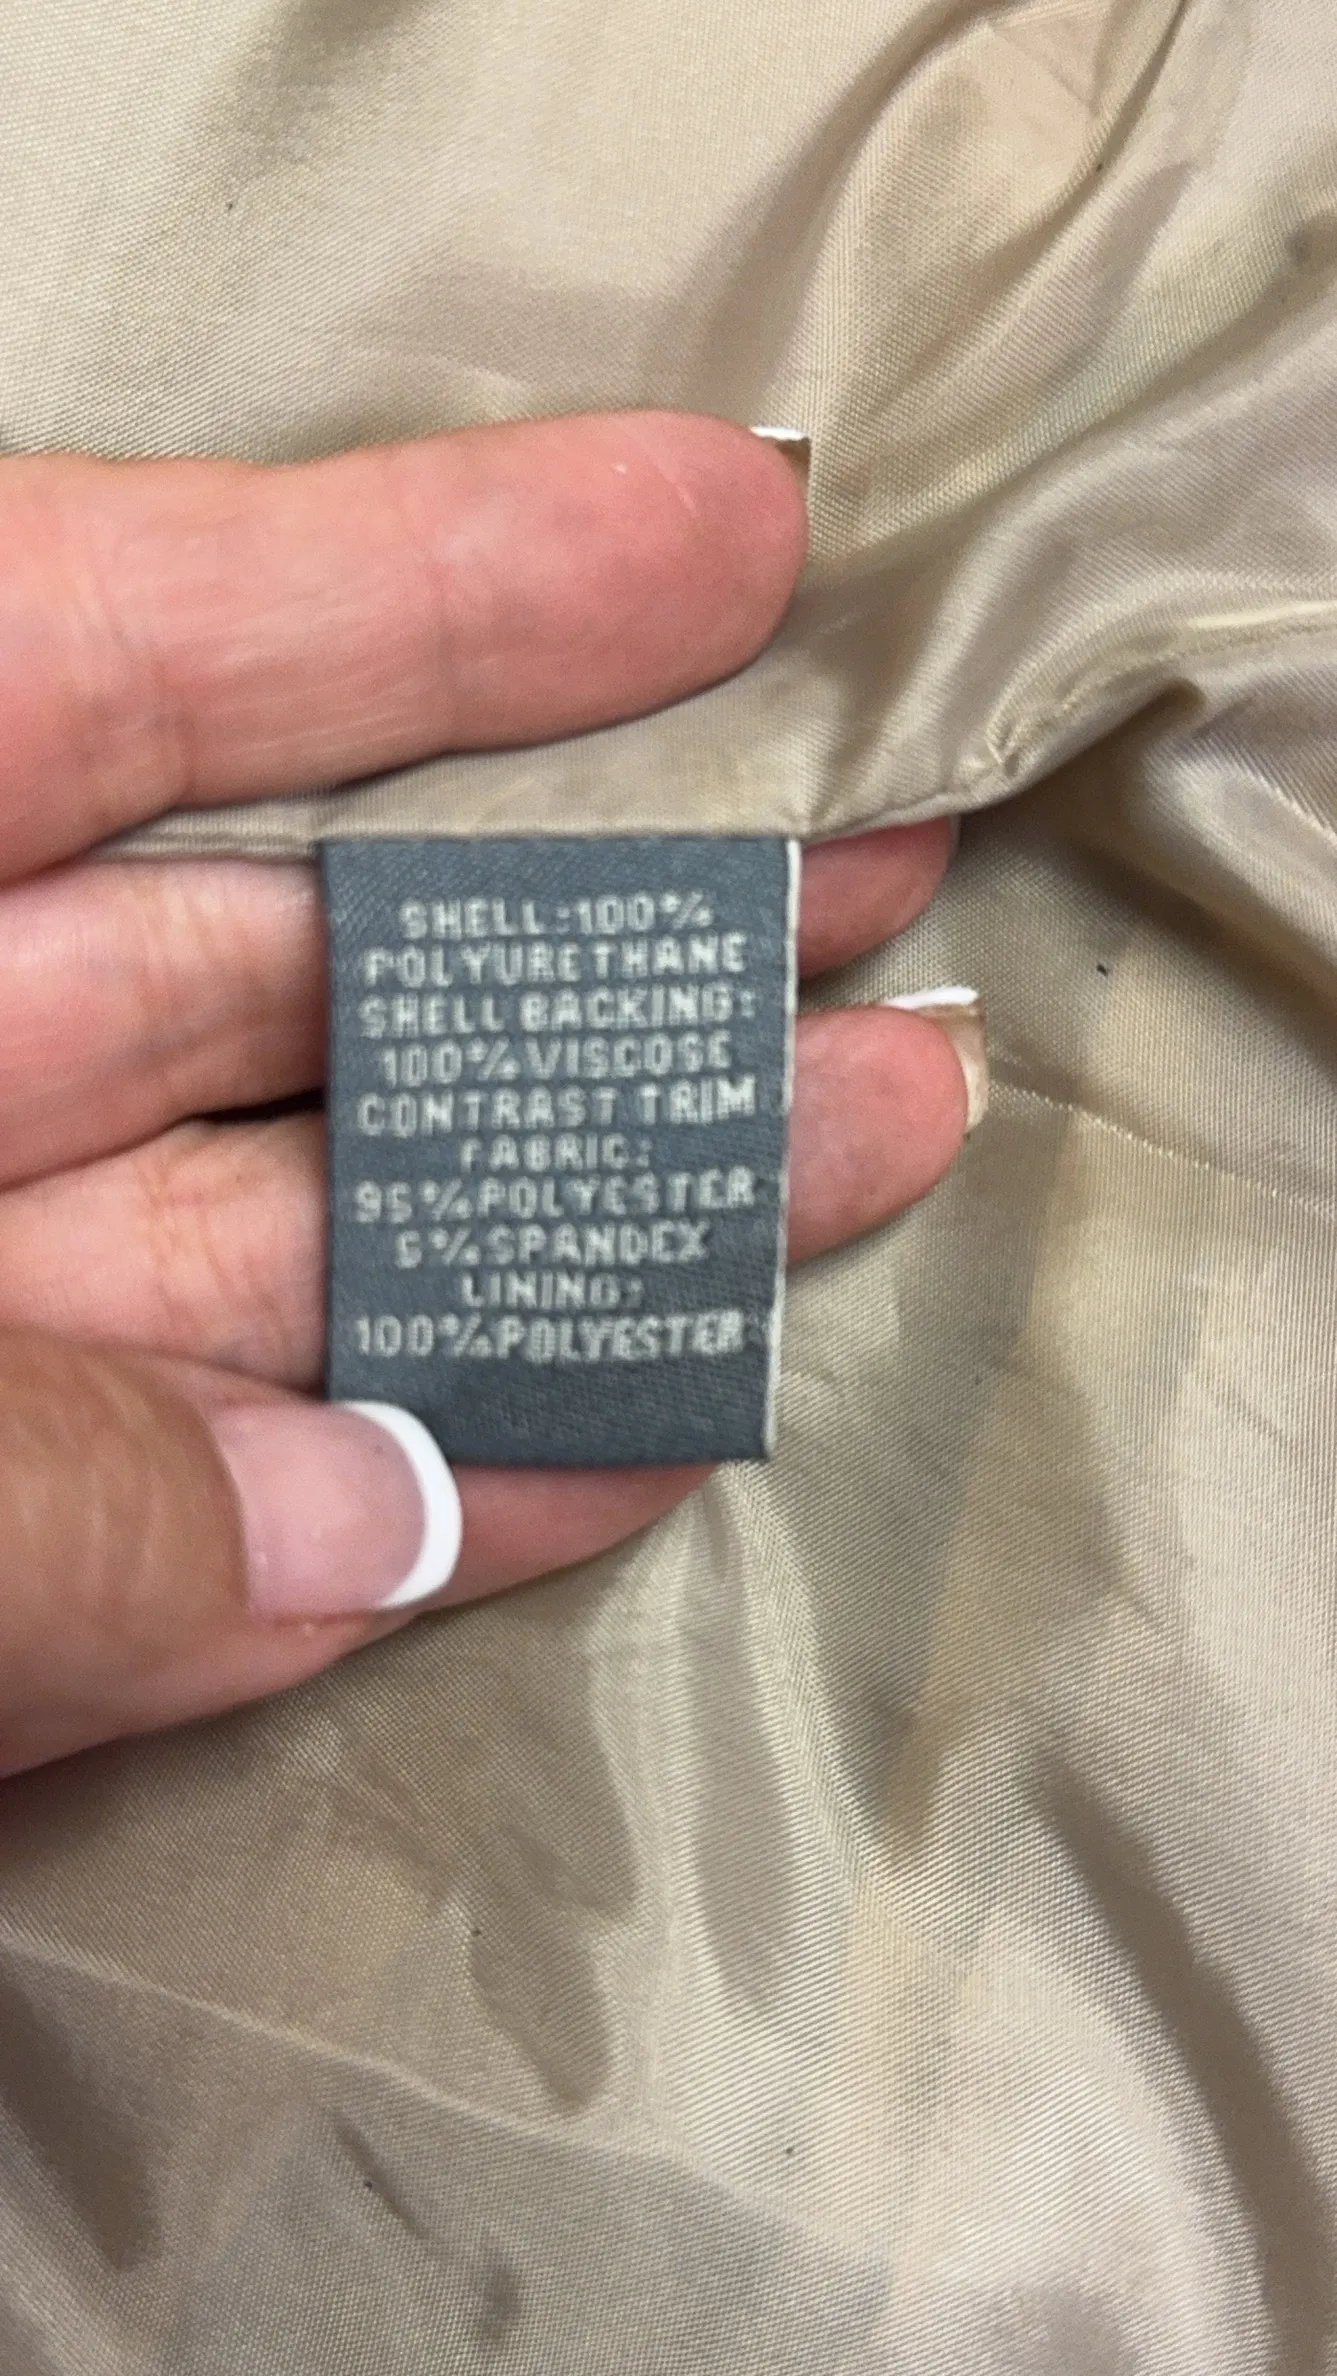 SHELL:100%
POLYURETHANE
SHELL BACKING:
100%VISCOSE
CONTRAST TRIM
FABRIC:
95%POLYESTER
5%SPANDEX
LINING:
100%POLYESTER